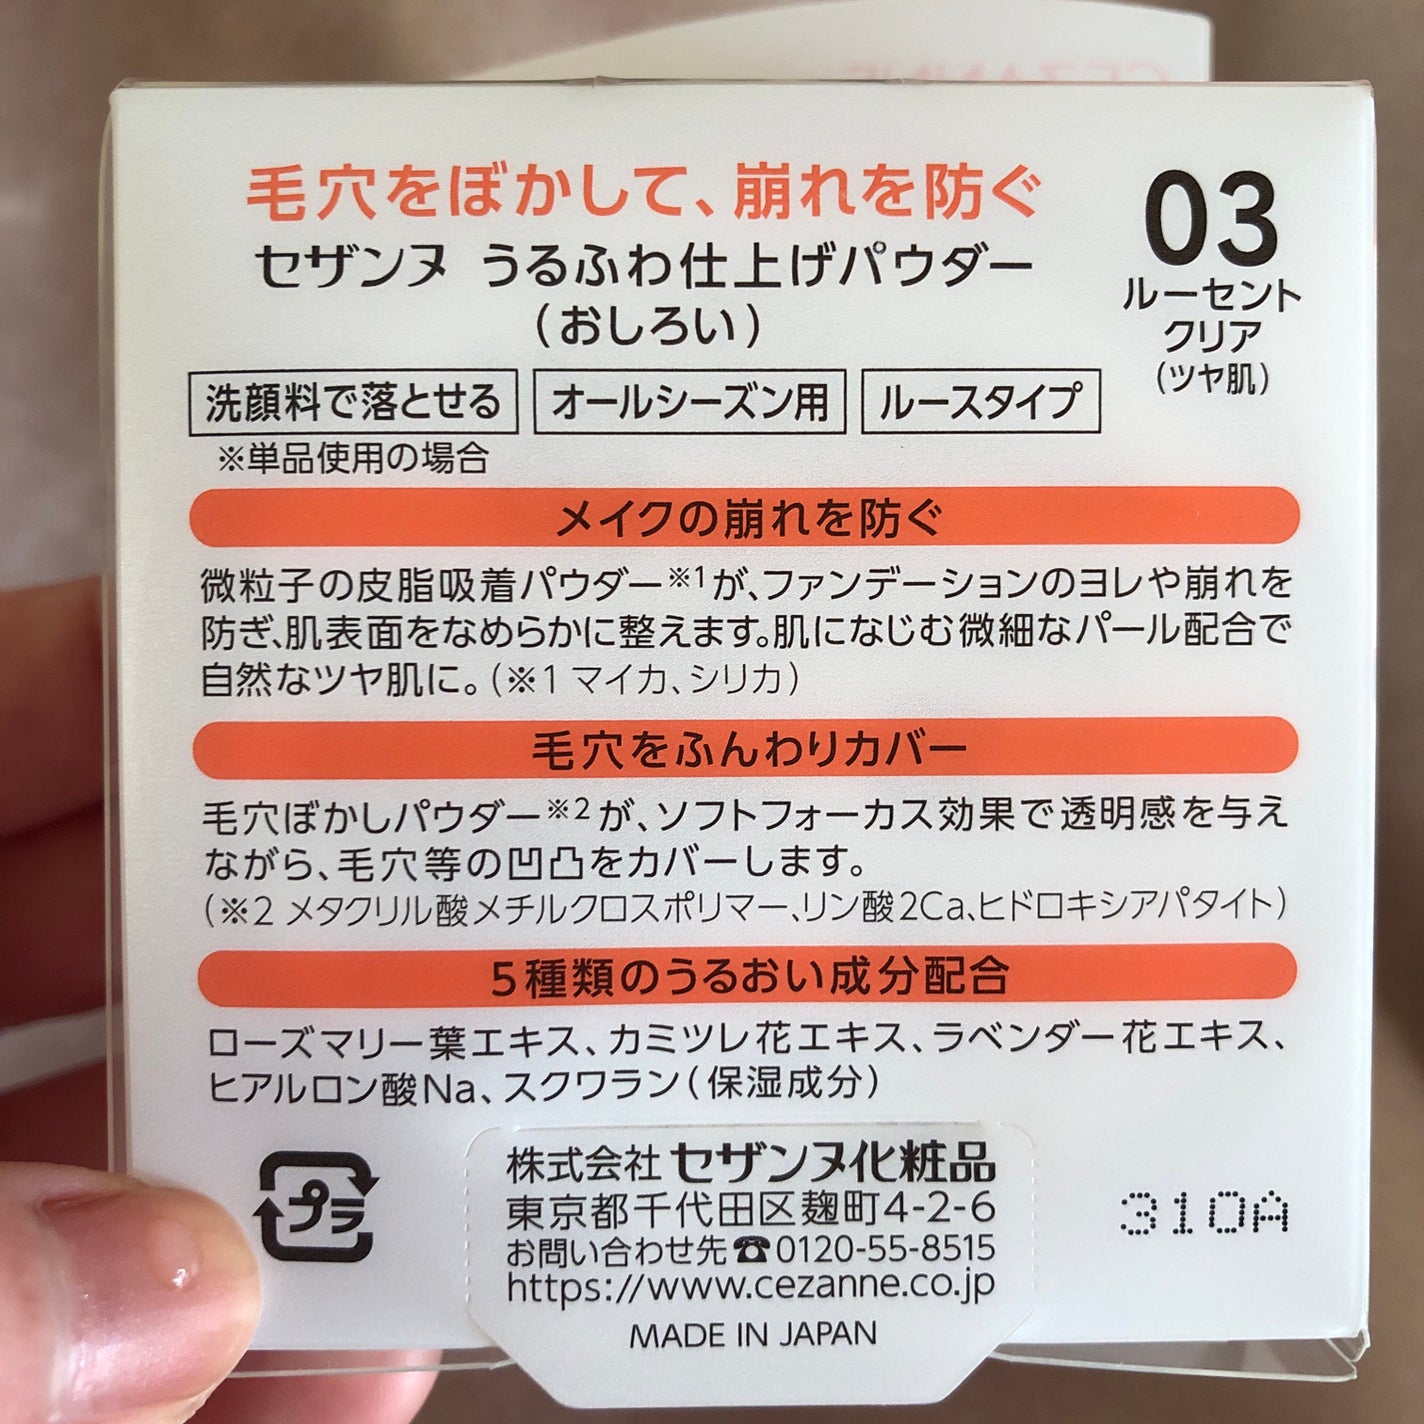 CEZANNE
毛穴をぼかして、崩れを防ぐ
セザンヌ うるふわ仕上げパウダー
(おしろい)
03
ルーセント
クリア
(ツヤ肌)
洗顔料で落とせる オールシーズン用 ルースタイプ
※単品使用の場合
メイクの崩れを防ぐ
微粒子の皮脂吸着パウダー※1が、ファンデーションのヨレや崩れを
防ぎ、肌表面をなめらかに整えます。肌になじむ微細なパール配合で
自然なツヤ肌に。(※1 マイカ、シリカ)
毛穴をふんわりカバー
毛穴ぼかしパウダー※2が、ソフトフォーカス効果で透明感を与え
ながら、毛穴等の凹凸をカバーします。
(※2 メタクリル酸メチルクロスポリマー、リン酸2Ca、ヒドロキシアパタイト)
5種類のうるおい成分配合
ローズマリー葉エキス、カミツレ花エキス、ラベンダー花エキス、
ヒアルロン酸Na、スクワラン(保湿成分)
プラ
株式会社 セザンヌ化粧品
東京都千代田区麹町4-2-6
お問い合わせ先☎0120-55-8515
https://www.cezanne.co.jp
MADE IN JAPAN
310A